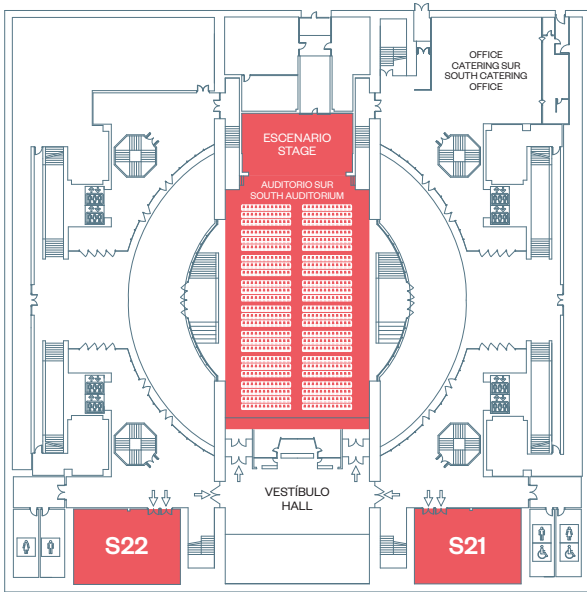 OFFICE
CATERING SUR
SOUTH CATERING
OFFICE
ESCENARIO
STAGE
AUDITORIO SUR
SOUTH AUDITORIUM
VESTÍBULO
HALL
S22
S21